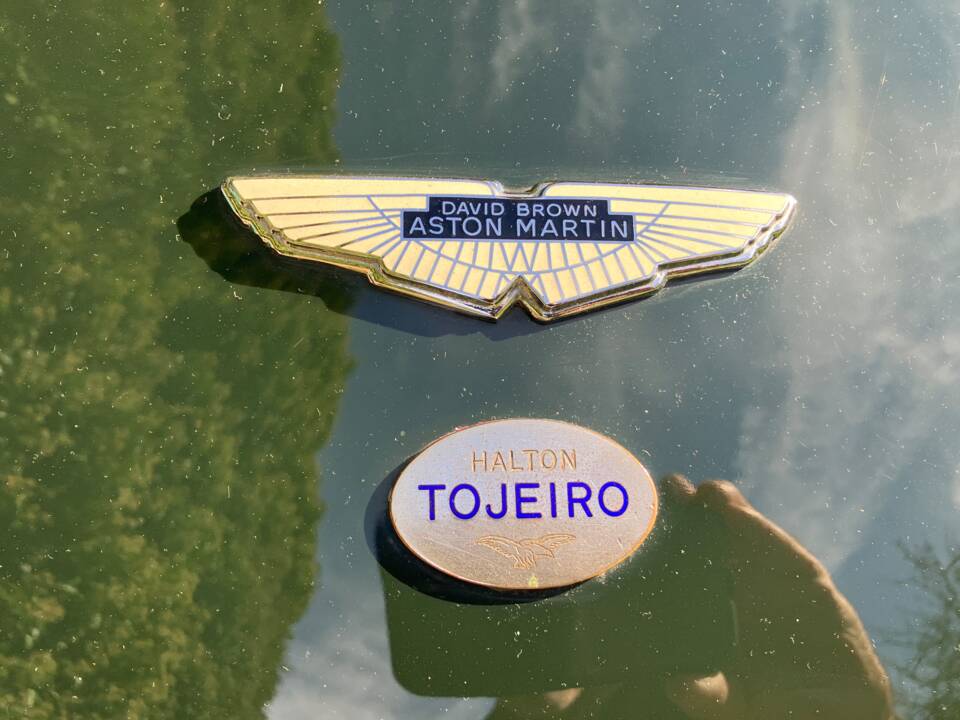 DAVID BROWN
ASTON MARTIN
HALTON
TOJEIRO